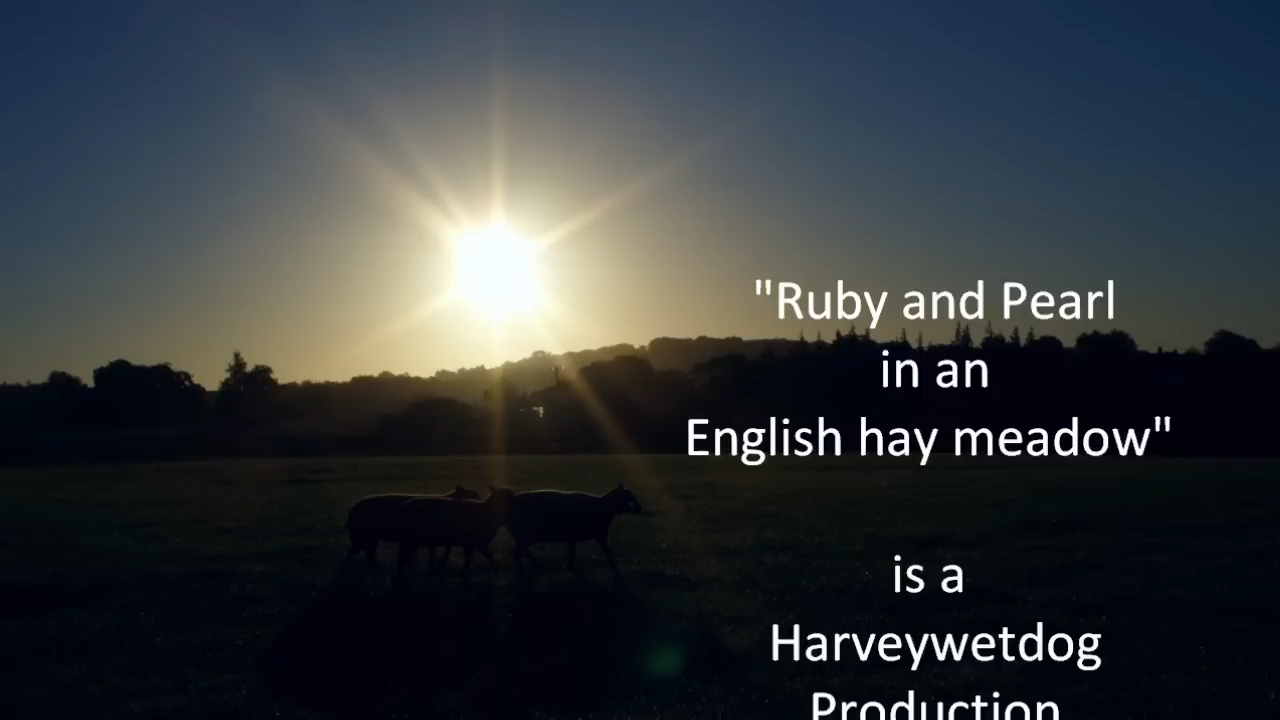 "Ruby and Pearl
in an
English hay meadow"
is a
Harveywetdog
Production